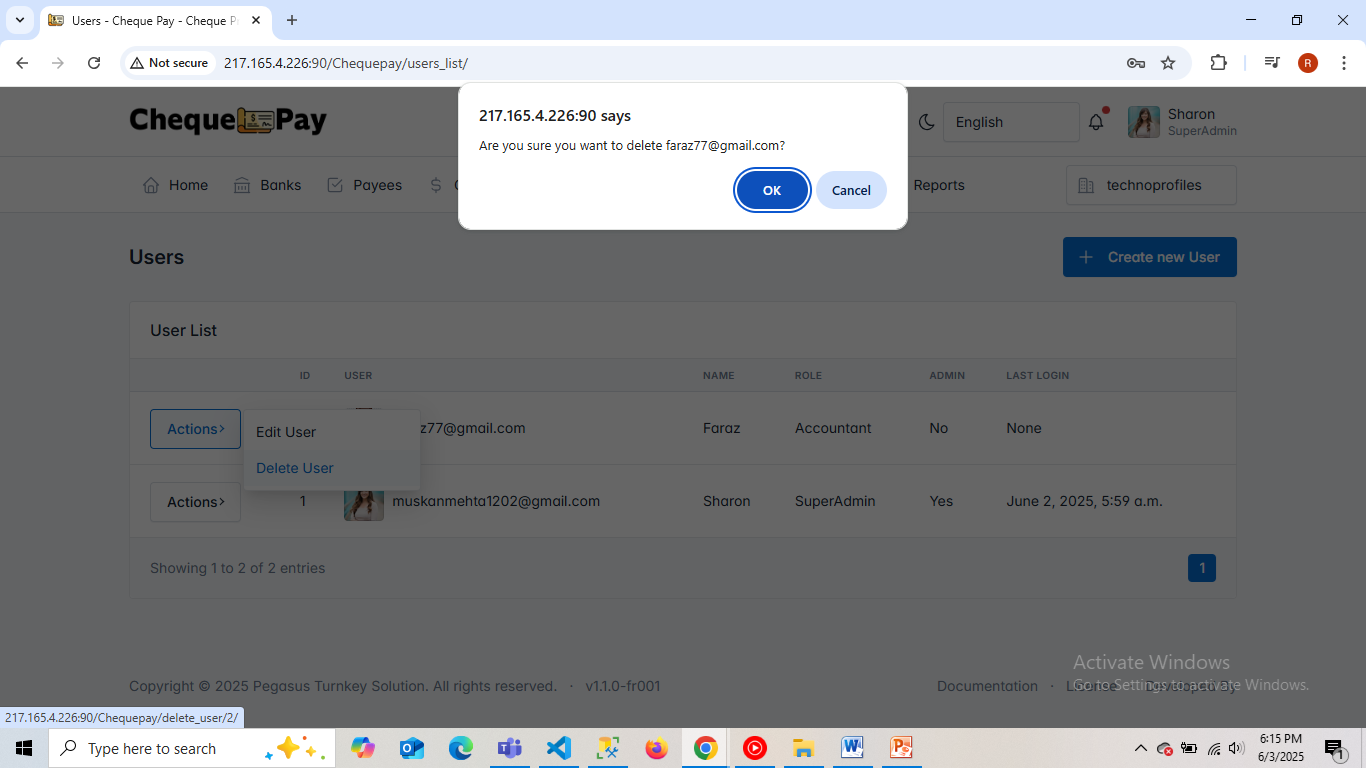 Users - Cheque Pay - Cheque P
Not secure
217.165.4.226:90/Chequepay/users_list/
R
217.165.4.226:90 says
Are you sure you want to delete faraz77@gmail.com?
OK
Cancel
Cheque Pay
English
Sharon
SuperAdmin
Home
Banks
Payees
Reports
technoprofiles
Users
Create new User
User List
ID USER NAME ROLE ADMIN LAST LOGIN
Actions> z77@gmail.com Faraz Accountant No None
Edit User
Delete User
Actions> 1 muskanmehta1202@gmail.com Sharon SuperAdmin Yes June 2, 2025, 5:59 a.m.
Showing 1 to 2 of 2 entries
1
Activate Windows
Go to Settings to activate Windows.
Copyright © 2025 Pegasus Turnkey Solution. All rights reserved. · v1.1.0-fr001
Documentation ·
217.165.4.226:90/Chequepay/delete_user/2/
Type here to search
6:15 PM
6/3/2025
1